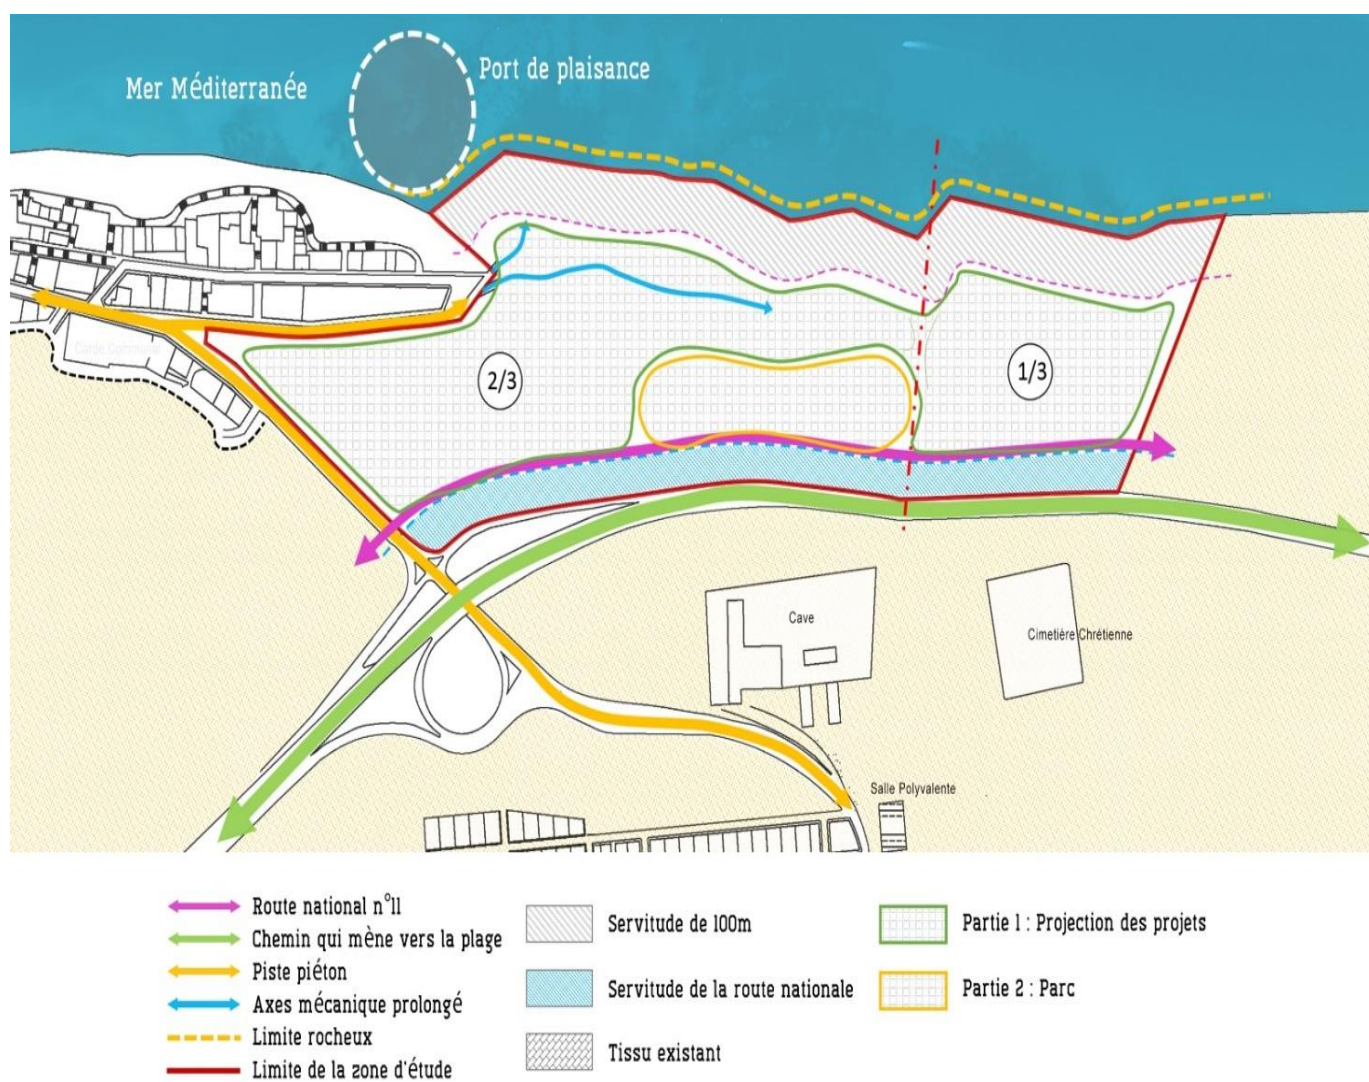 Mer Méditerranée
Port de plaisance
Carde Commune
2/3
1/3
Cave
Cimetière Chrétienne
Salle Polyvalente
Route national n°11
Chemin qui mène vers la plage
Piste piéton
Axes mécanique prolongé
Limite rocheux
Limite de la zone d'étude
Servitude de 100m
Servitude de la route nationale
Tissu existant
Partie 1 : Projection des projets
Partie 2 : Parc